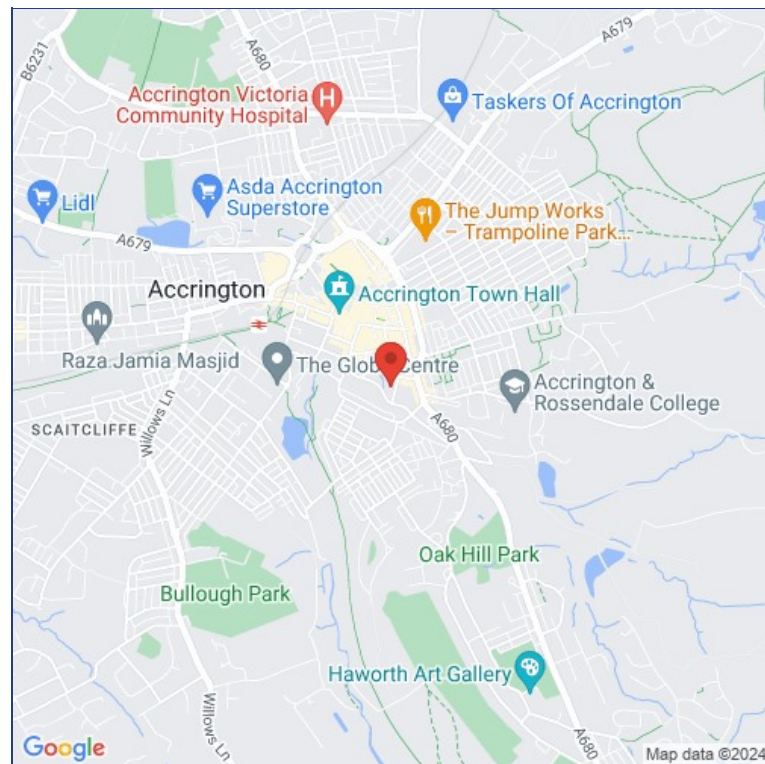 B6231
A680
A679
Accrington Victoria
Community Hospital
H
Taskers Of Accrington
Lidl
Asda Accrington
Superstore
The Jump Works
– Trampoline Park...
A679
Accrington
Accrington Town Hall
Raza Jamia Masjid
The Glob
Centre
Accrington &
Rossendale College
SCAITCLIFFE
Willows Ln
A680
Oak Hill Park
Bullough Park
Haworth Art Gallery
Willows Ln
A680
Google
Map data ©2024